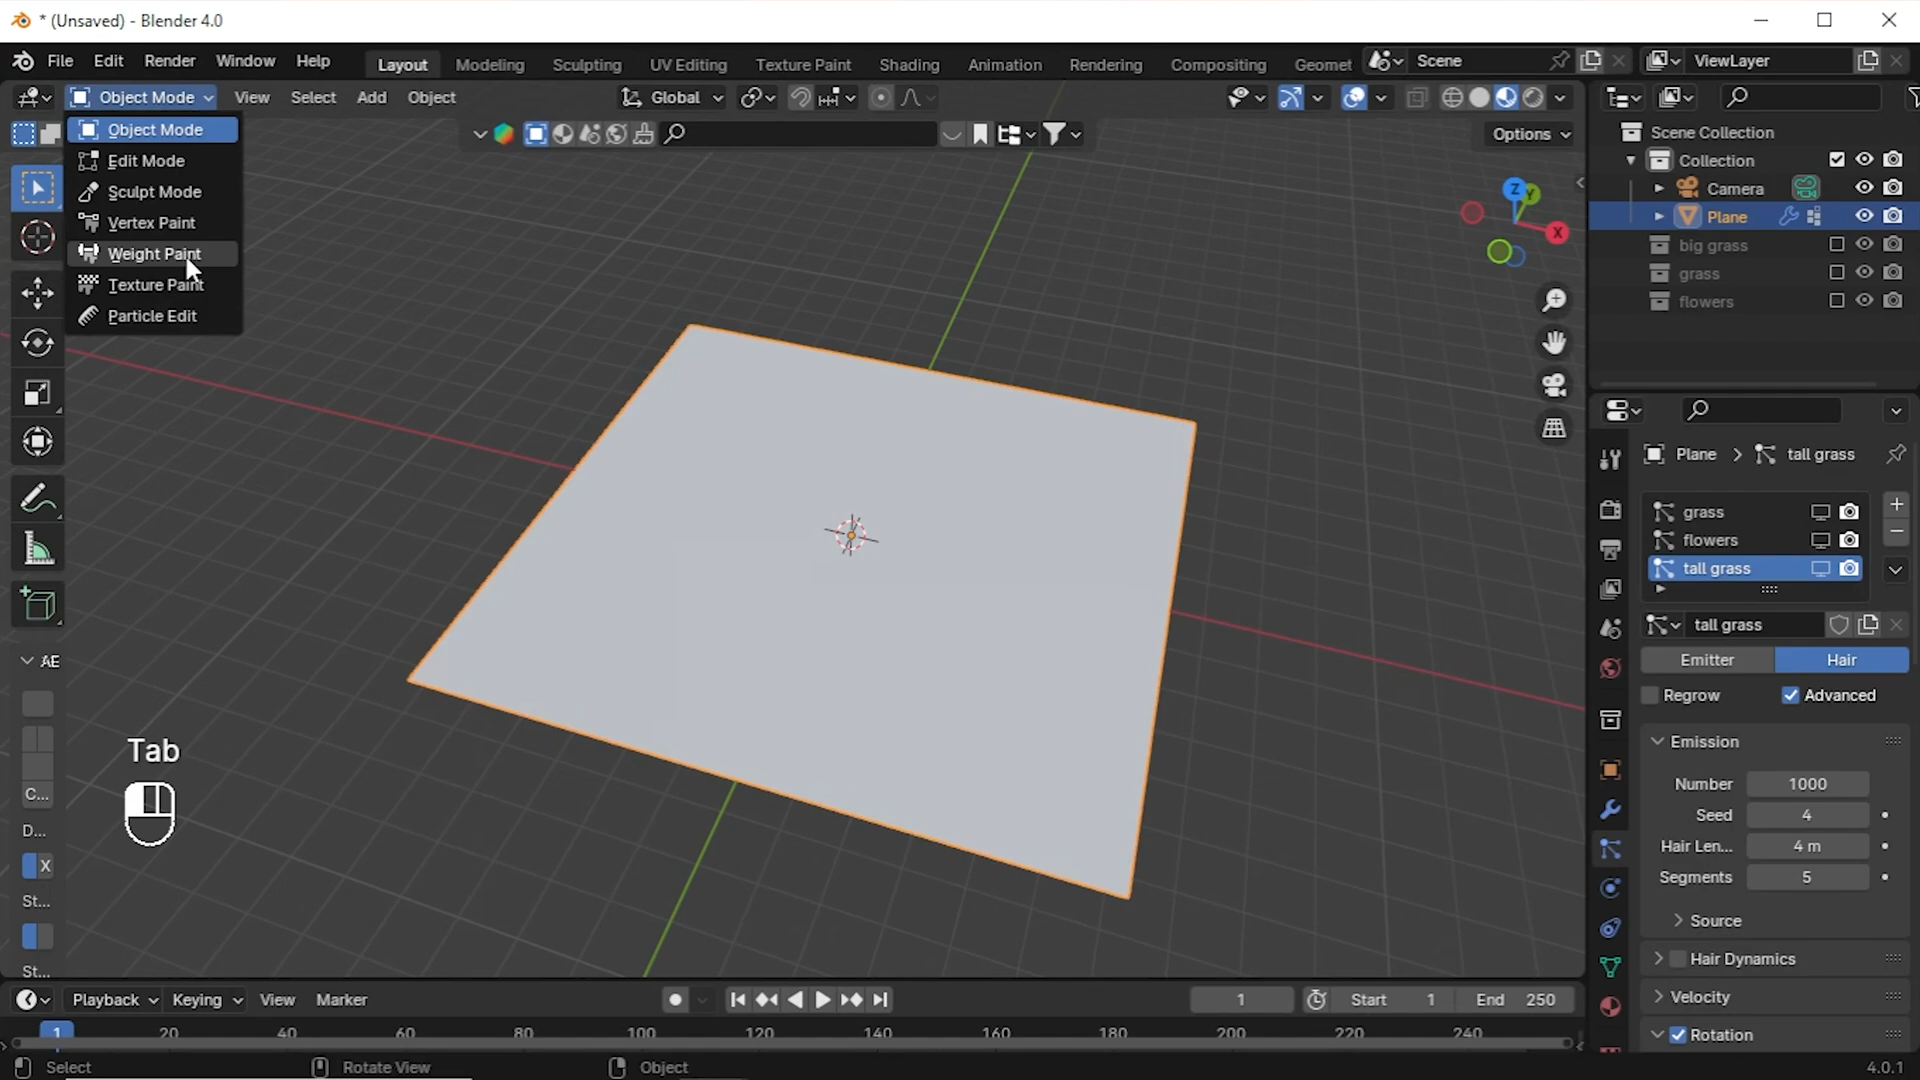 * (Unsaved) - Blender 4.0
File Edit Render Window Help Layout Modeling Sculpting UV Editing Texture Paint Shading Animation Rendering Compositing Geomet Scene ViewLayer
Object Mode View Select Add Object Global
Object Mode
Edit Mode
Sculpt Mode
Vertex Paint
Weight Paint
Texture Paint
Particle Edit
Options
Z
Y
X
Scene Collection
Collection
Camera
Plane
big grass
grass
flowers
Plane > tall grass
grass
flowers
tall grass
tall grass
Emitter Hair
Regrow Advanced
Emission
Number 1000
Seed 4
Hair Len... 4 m
Segments 5
Source
Hair Dynamics
Velocity
Rotation
AE
C...
D...
X
St...
St...
Tab
Playback Keying View Marker 1 Start 1 End 250
1 20 40 60 80 100 120 140 160 180 200 220 240
Select Rotate View Object 4.0.1